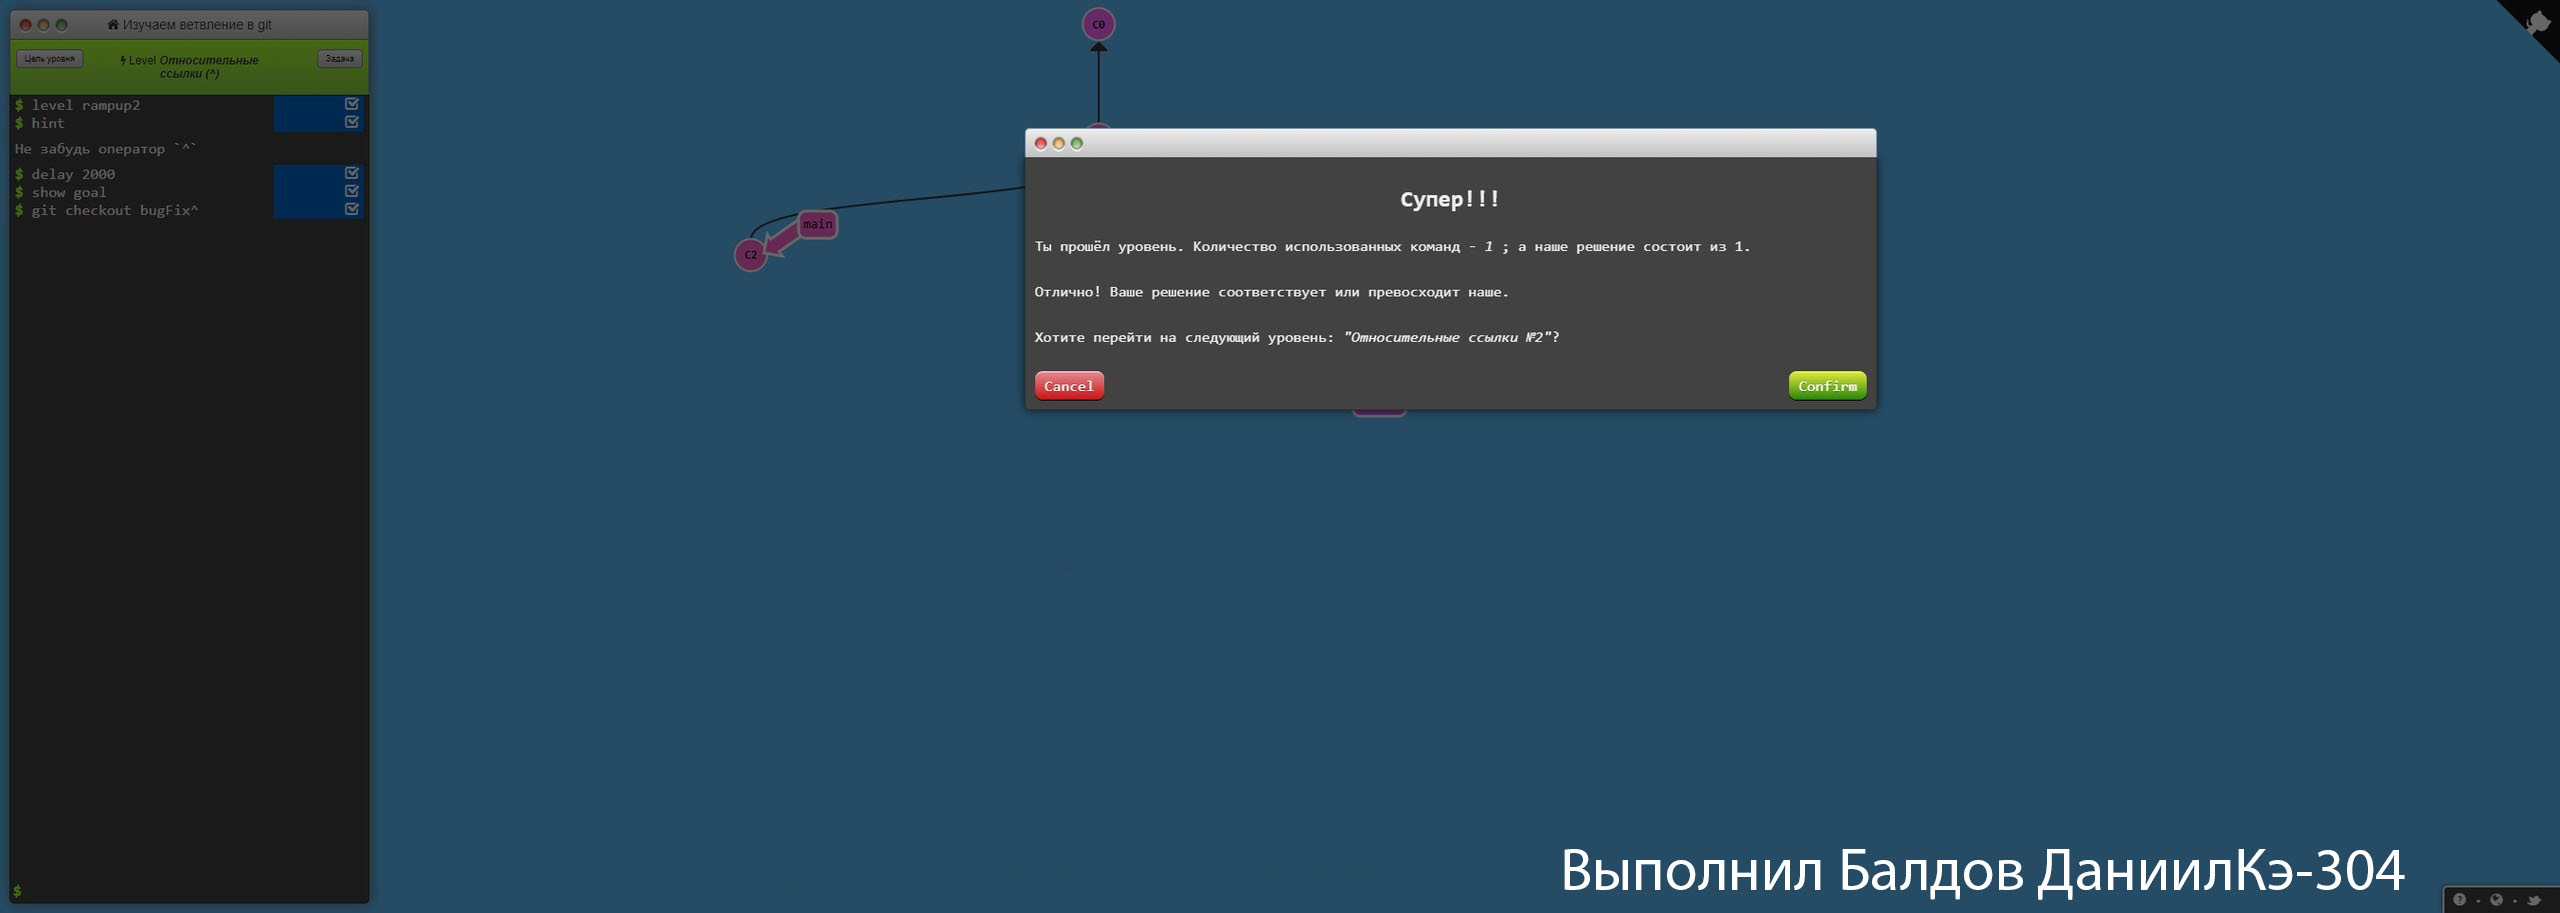 Изучаем ветвление в git
Цель уровня
Level Относительные
ссылки (^)
Задача
$ level rampup2
$ hint
Не забудь оператор `^`
$ delay 2000
$ show goal
$ git checkout bugFix^
$
C0
main
C2
Супер!!!
Ты прошёл уровень. Количество использованных команд - 1 ; а наше решение состоит из 1.
Отлично! Ваше решение соответствует или превосходит наше.
Хотите перейти на следующий уровень: "Относительные ссылки №2"?
Cancel
Confirm
Выполнил Балдов ДаниилКэ-304